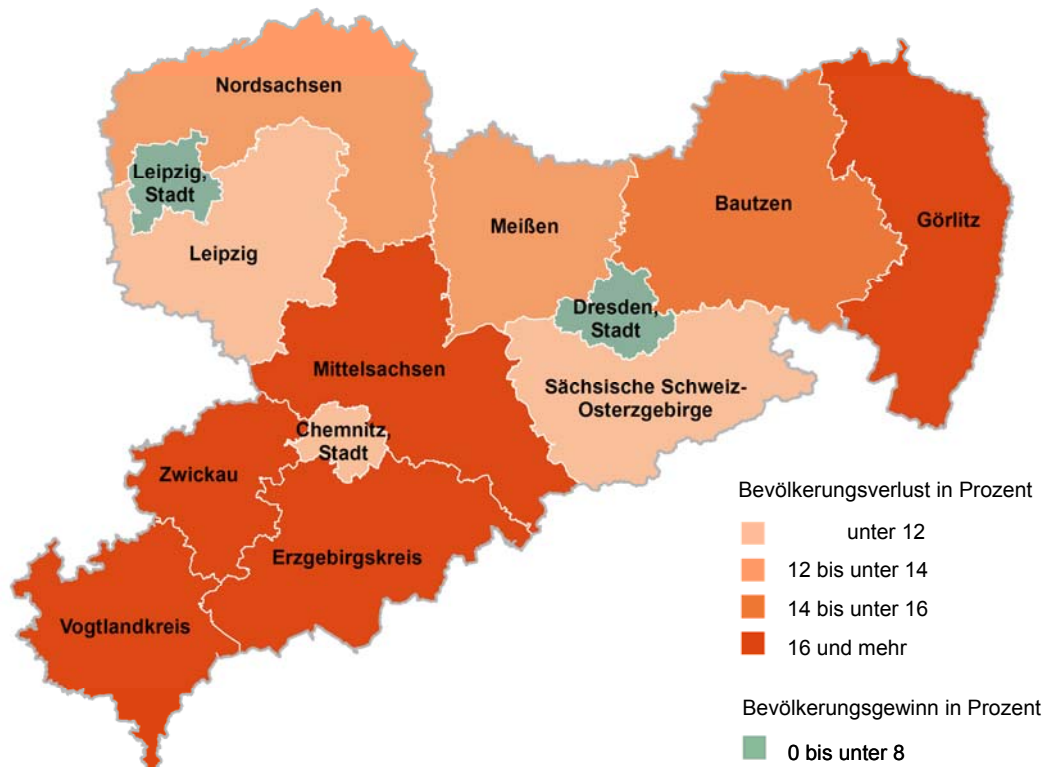 Nordsachsen
Leipzig,
Stadt
Leipzig
Meißen
Bautzen
Görlitz
Dresden,
Stadt
Mittelsachsen
Sächsische Schweiz-
Osterzgebirge
Chemnitz,
Stadt
Zwickau
Erzgebirgskreis
Vogtlandkreis
Bevölkerungsverlust in Prozent
unter 12
12 bis unter 14
14 bis unter 16
16 und mehr
Bevölkerungsgewinn in Prozent
0 bis unter 8